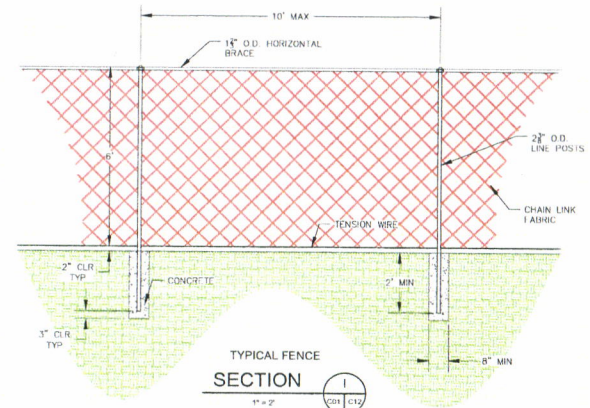 10' MAX
1⅝" O.D. HORIZONTAL
BRACE
6'
2⅜" O.D.
LINE POSTS
CHAIN LINK
FABRIC
TENSION WIRE
2" CLR
TYP
CONCRETE
2' MIN
3" CLR
TYP
8" MIN
TYPICAL FENCE
SECTION
1
C01 C12
1" = 2'